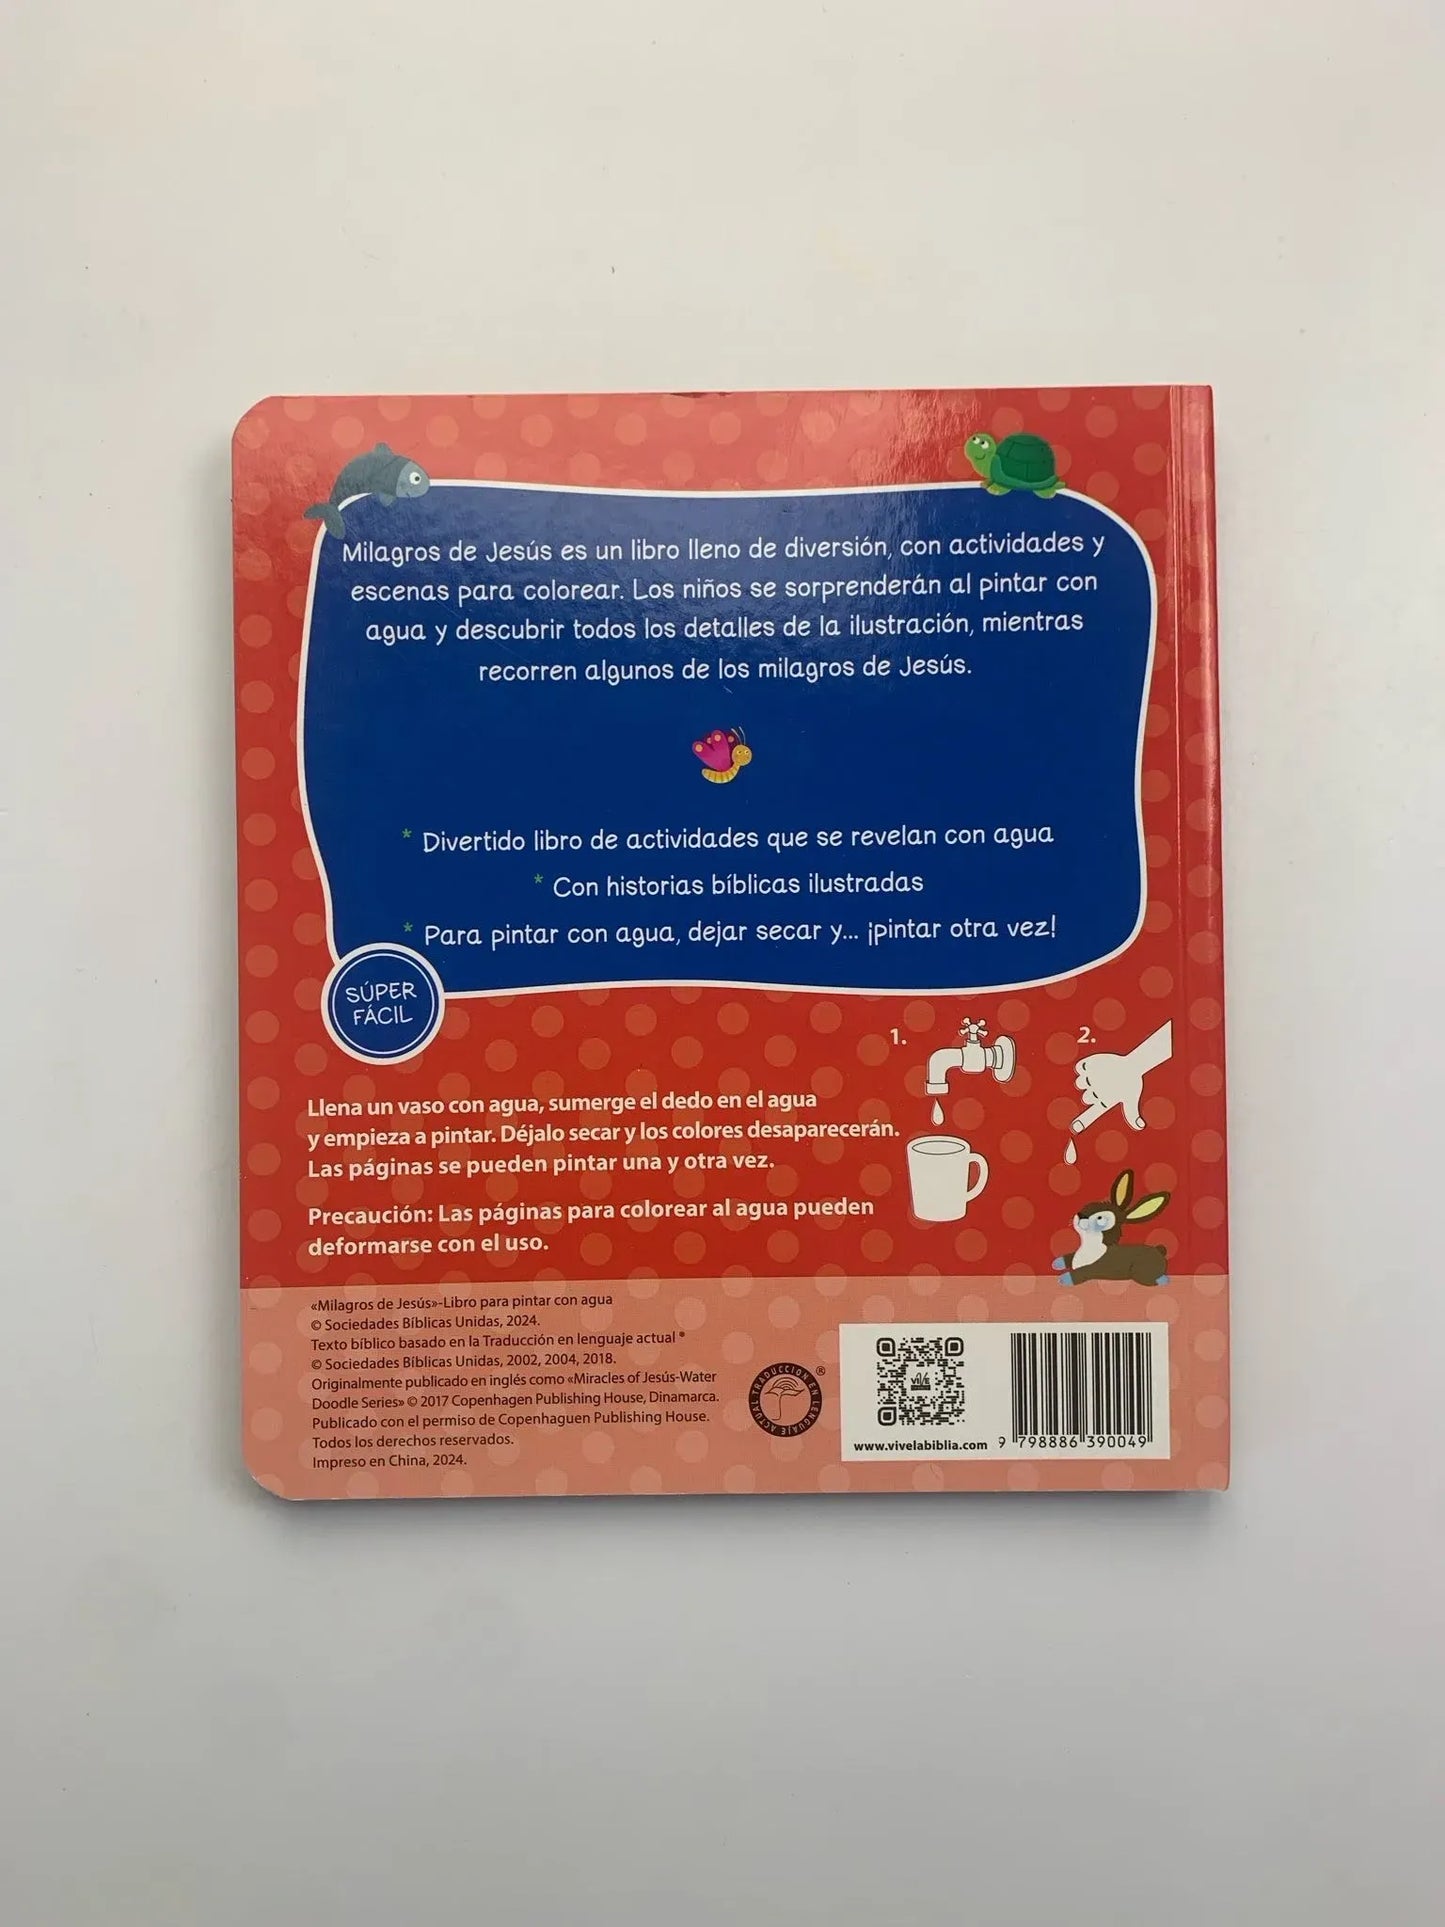 Milagros de Jesús es un libro lleno de diversión, con actividades y
escenas para colorear. Los niños se sorprenderán al pintar con
agua y descubrir todos los detalles de la ilustración, mientras
recorren algunos de los milagros de Jesús.
* Divertido libro de actividades que se revelan con agua
* Con historias bíblicas ilustradas
* Para pintar con agua, dejar secar y... ¡pintar otra vez!
SÚPER
FÁCIL
1.
2.
Llena un vaso con agua, sumerge el dedo en el agua
y empieza a pintar. Déjalo secar y los colores desaparecerán.
Las páginas se pueden pintar una y otra vez.
Precaución: Las páginas para colorear al agua pueden
deformarse con el uso.
«Milagros de Jesús»-Libro para pintar con agua
© Sociedades Bíblicas Unidas, 2024.
Texto bíblico basado en la Traducción en lenguaje actual ®
© Sociedades Bíblicas Unidas, 2002, 2004, 2018.
Originalmente publicado en inglés como «Miracles of Jesús-Water
Doodle Series» © 2017 Copenhagen Publishing House, Dinamarca.
Publicado con el permiso de Copenhaguen Publishing House.
Todos los derechos reservados.
Impreso en China, 2024.
TRADUCCION EN LENGUAJE ACTUAL ®
ViVE
www.vivelabiblia.com
9 798886 390049